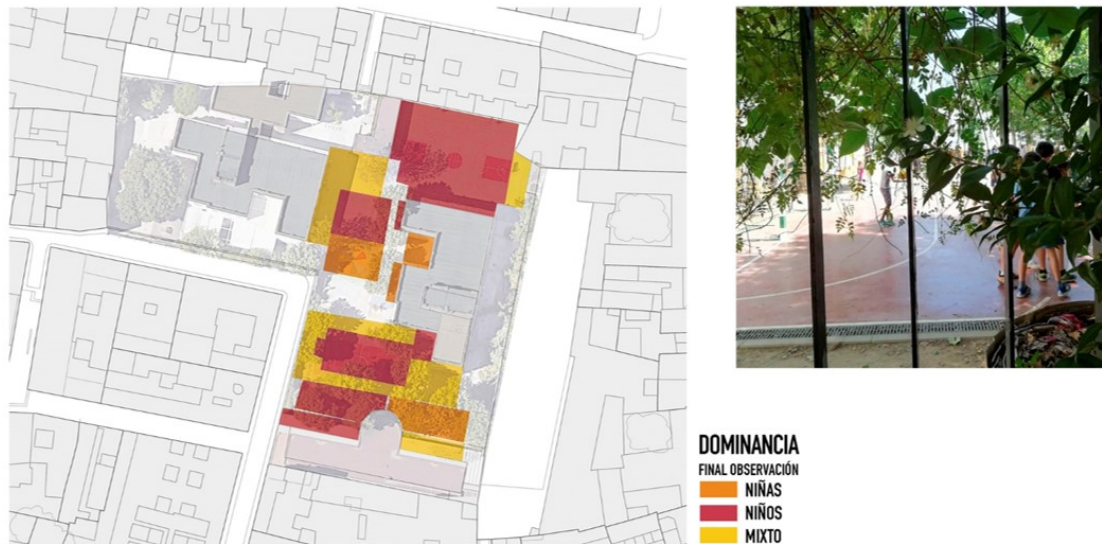 DOMINANCIA
FINAL OBSERVACIÓN
NIÑAS
NIÑOS
MIXTO